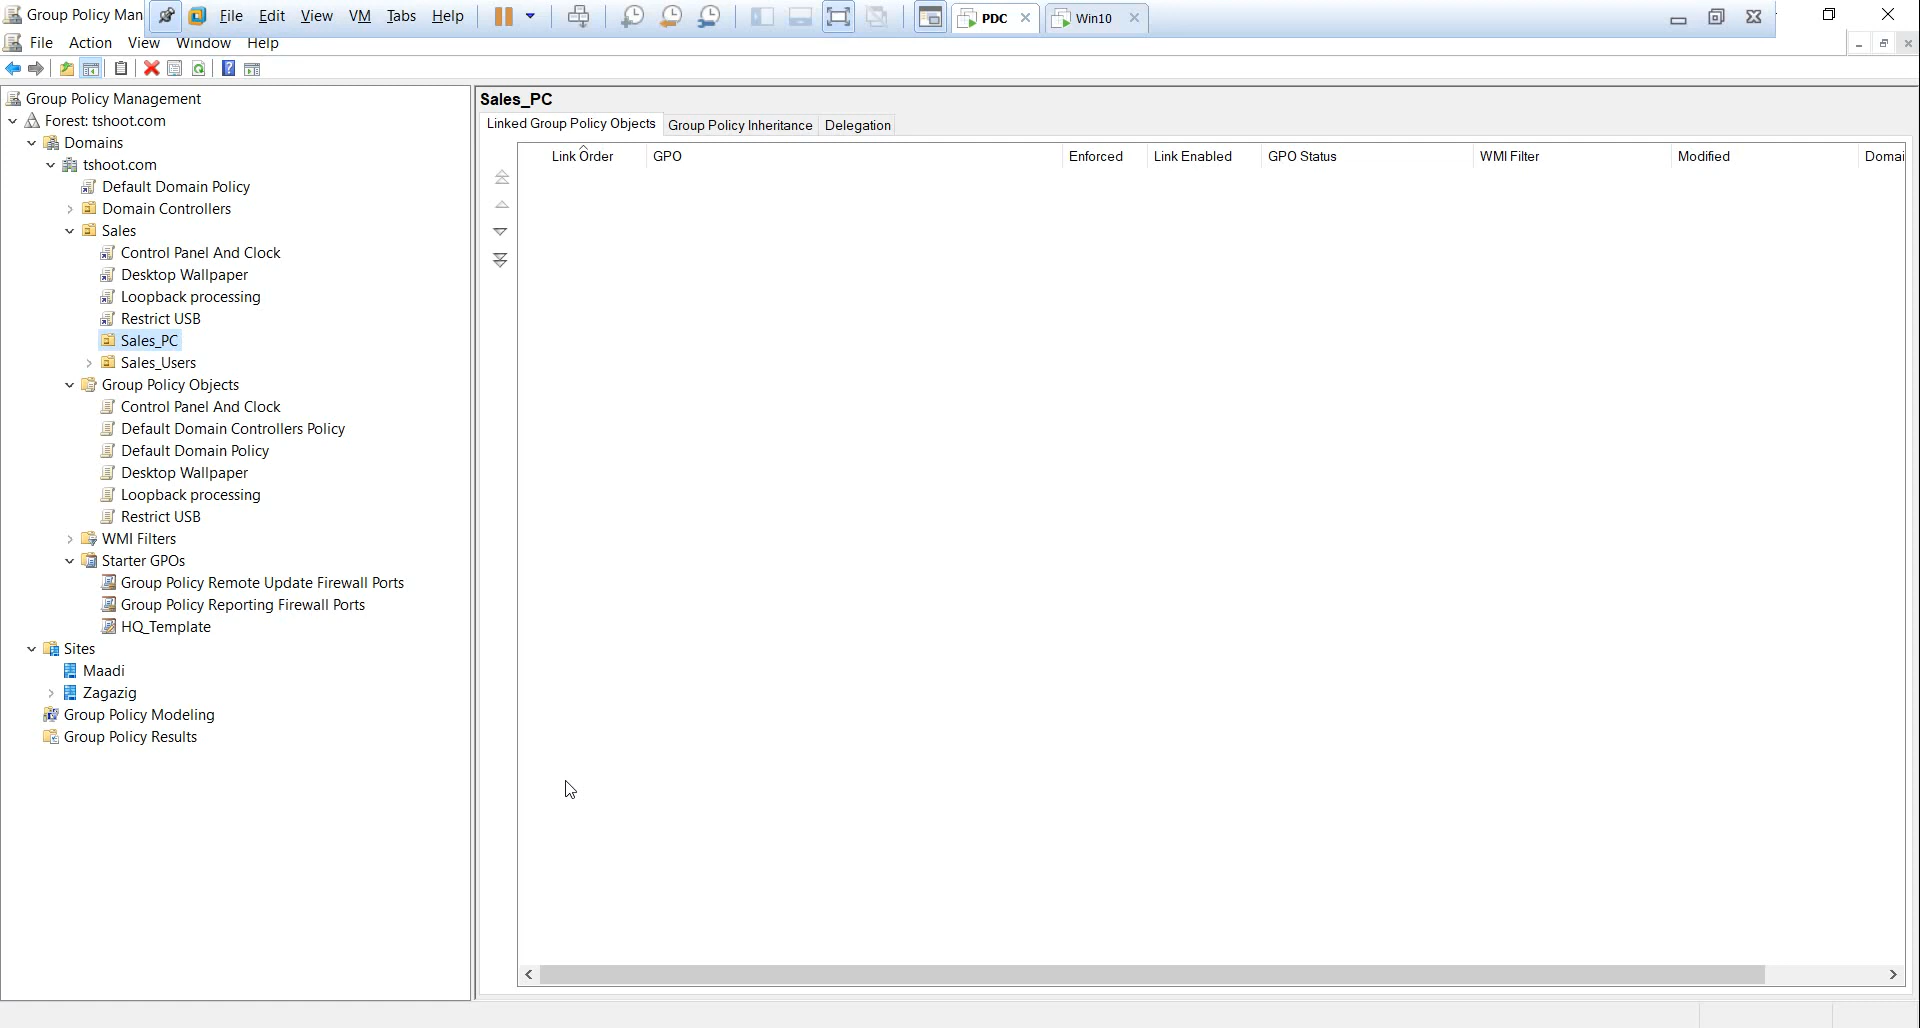 Group Policy Man
File Edit View VM Tabs Help
PDC
Win10
File Action View Window Help
Group Policy Management
Forest: tshoot.com
Domains
tshoot.com
Default Domain Policy
Domain Controllers
Sales
Control Panel And Clock
Desktop Wallpaper
Loopback processing
Restrict USB
Sales_PC
Sales_Users
Group Policy Objects
Control Panel And Clock
Default Domain Controllers Policy
Default Domain Policy
Desktop Wallpaper
Loopback processing
Restrict USB
WMI Filters
Starter GPOs
Group Policy Remote Update Firewall Ports
Group Policy Reporting Firewall Ports
HQ_Template
Sites
Maadi
Zagazig
Group Policy Modeling
Group Policy Results
Sales_PC
Linked Group Policy Objects Group Policy Inheritance Delegation
Link Order GPO Enforced Link Enabled GPO Status WMI Filter Modified Domai